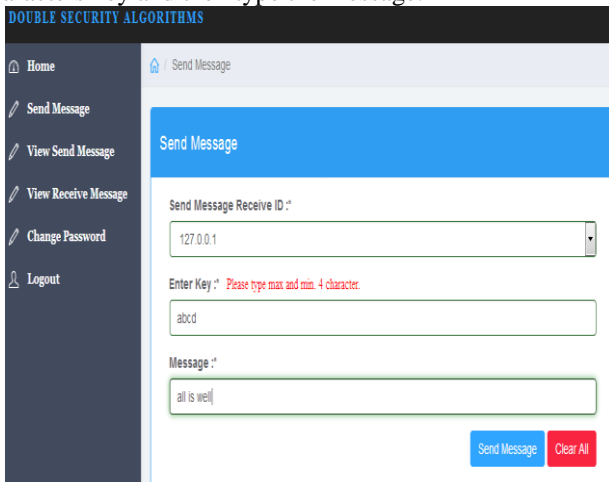 DOUBLE SECURITY ALGORITHMS
Home
Send Message
View Send Message
View Receive Message
Change Password
Logout
/ Send Message
Send Message
Send Message Receive ID :*
127.0.0.1
Enter Key :* Please type max and min. 4 character.
abcd
Message :*
all is well
Send Message Clear All